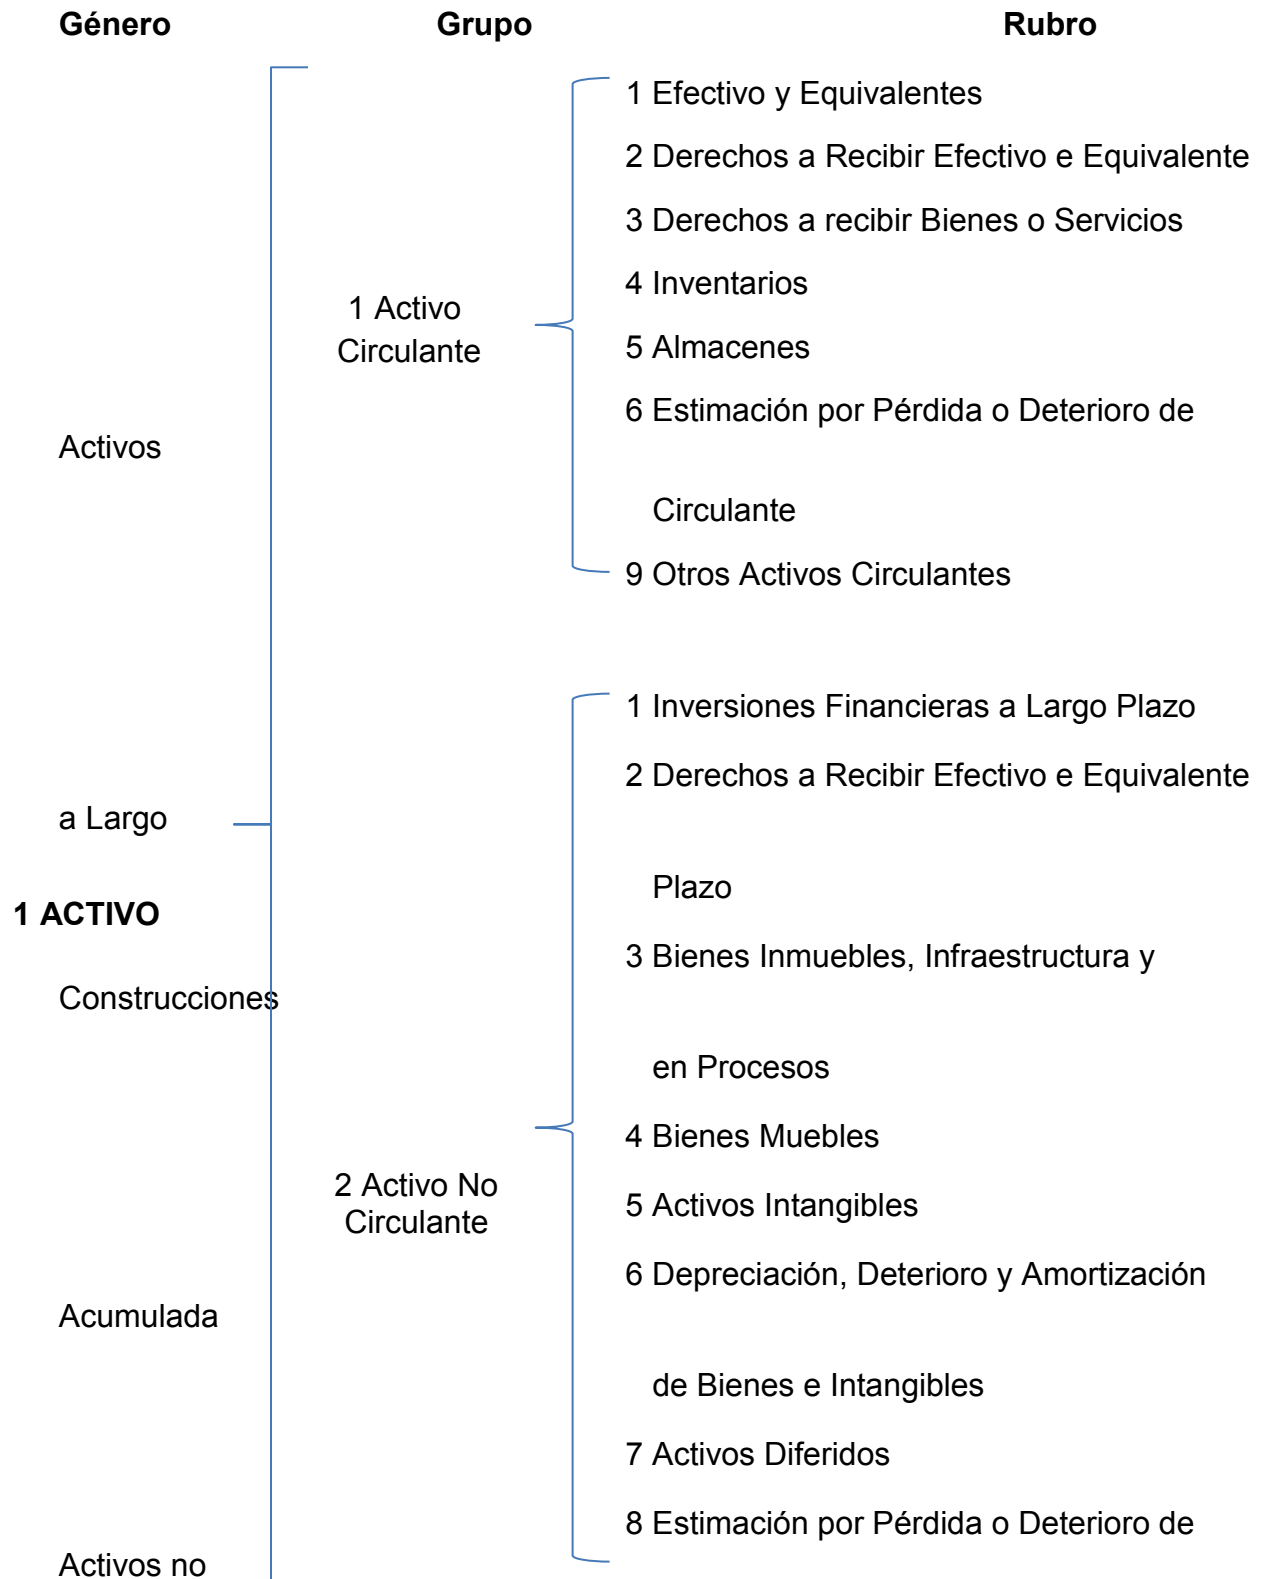 Género Grupo Rubro
1 Efectivo y Equivalentes
2 Derechos a Recibir Efectivo e Equivalente
3 Derechos a recibir Bienes o Servicios
4 Inventarios
1 Activo
Circulante
5 Almacenes
6 Estimación por Pérdida o Deterioro de
Activos
Circulante
9 Otros Activos Circulantes
1 Inversiones Financieras a Largo Plazo
2 Derechos a Recibir Efectivo e Equivalente
a Largo
Plazo
1 ACTIVO
3 Bienes Inmuebles, Infraestructura y
Construcciones
en Procesos
4 Bienes Muebles
2 Activo No
Circulante
5 Activos Intangibles
6 Depreciación, Deterioro y Amortización
Acumulada
de Bienes e Intangibles
7 Activos Diferidos
8 Estimación por Pérdida o Deterioro de
Activos no